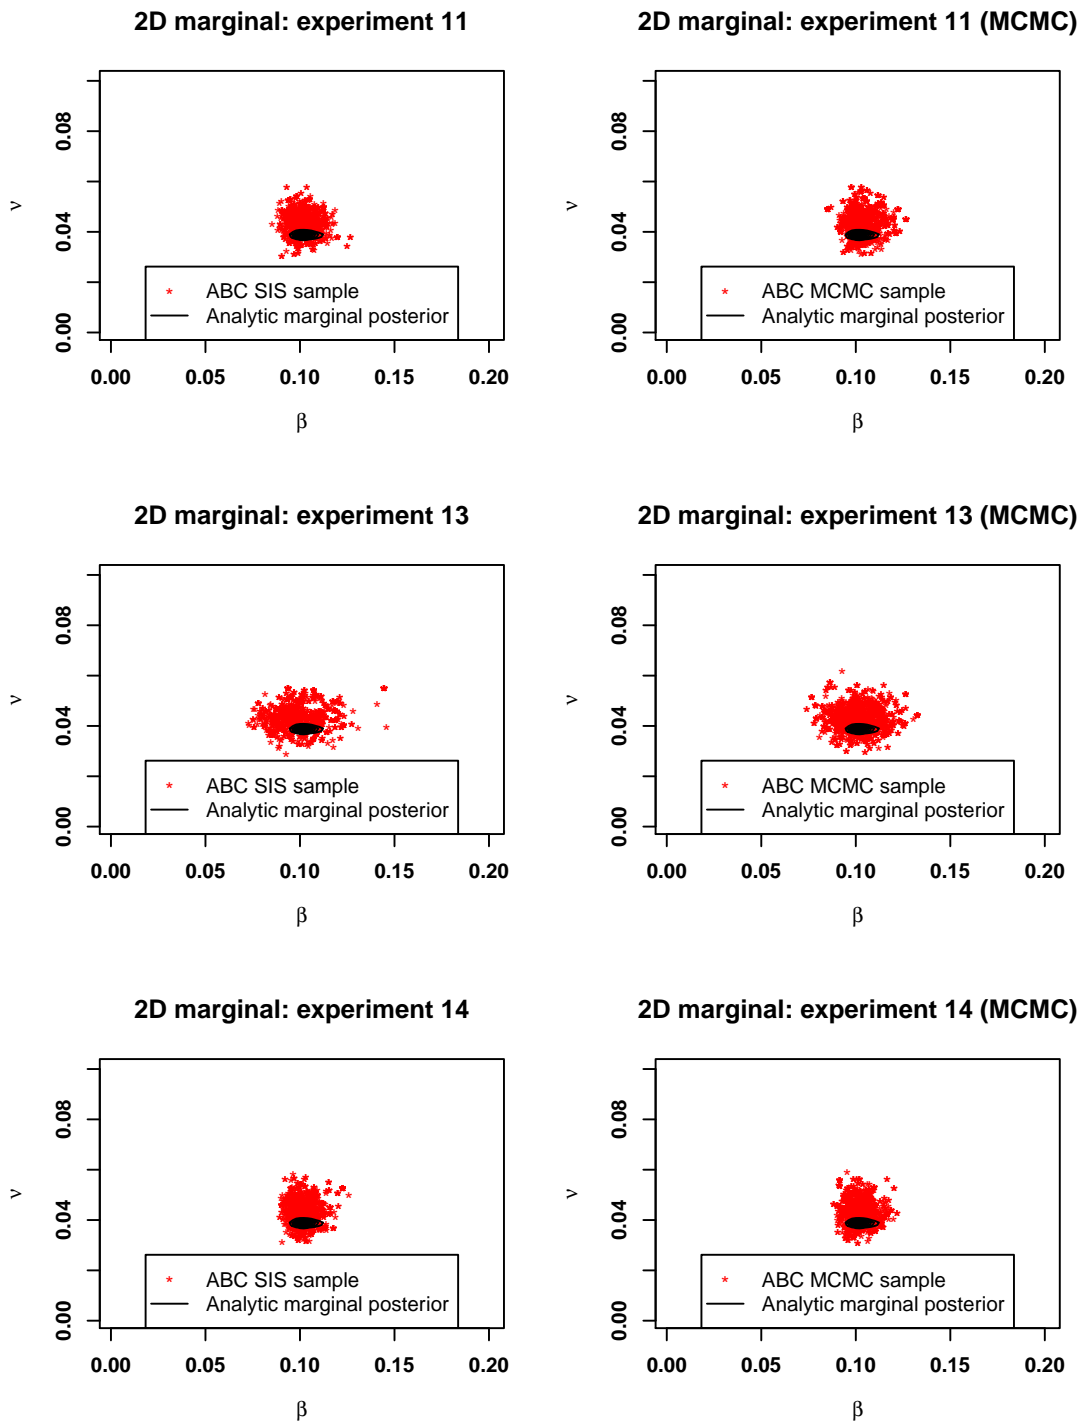 2D marginal: experiment 11
ν
0.00 0.04 0.08
* ABC SIS sample
Analytic marginal posterior
0.00 0.05 0.10 0.15 0.20
β
2D marginal: experiment 11 (MCMC)
ν
0.00 0.04 0.08
* ABC MCMC sample
Analytic marginal posterior
0.00 0.05 0.10 0.15 0.20
β
2D marginal: experiment 13
ν
0.00 0.04 0.08
* ABC SIS sample
Analytic marginal posterior
0.00 0.05 0.10 0.15 0.20
β
2D marginal: experiment 13 (MCMC)
ν
0.00 0.04 0.08
* ABC MCMC sample
Analytic marginal posterior
0.00 0.05 0.10 0.15 0.20
β
2D marginal: experiment 14
ν
0.00 0.04 0.08
* ABC SIS sample
Analytic marginal posterior
0.00 0.05 0.10 0.15 0.20
β
2D marginal: experiment 14 (MCMC)
ν
0.00 0.04 0.08
* ABC MCMC sample
Analytic marginal posterior
0.00 0.05 0.10 0.15 0.20
β